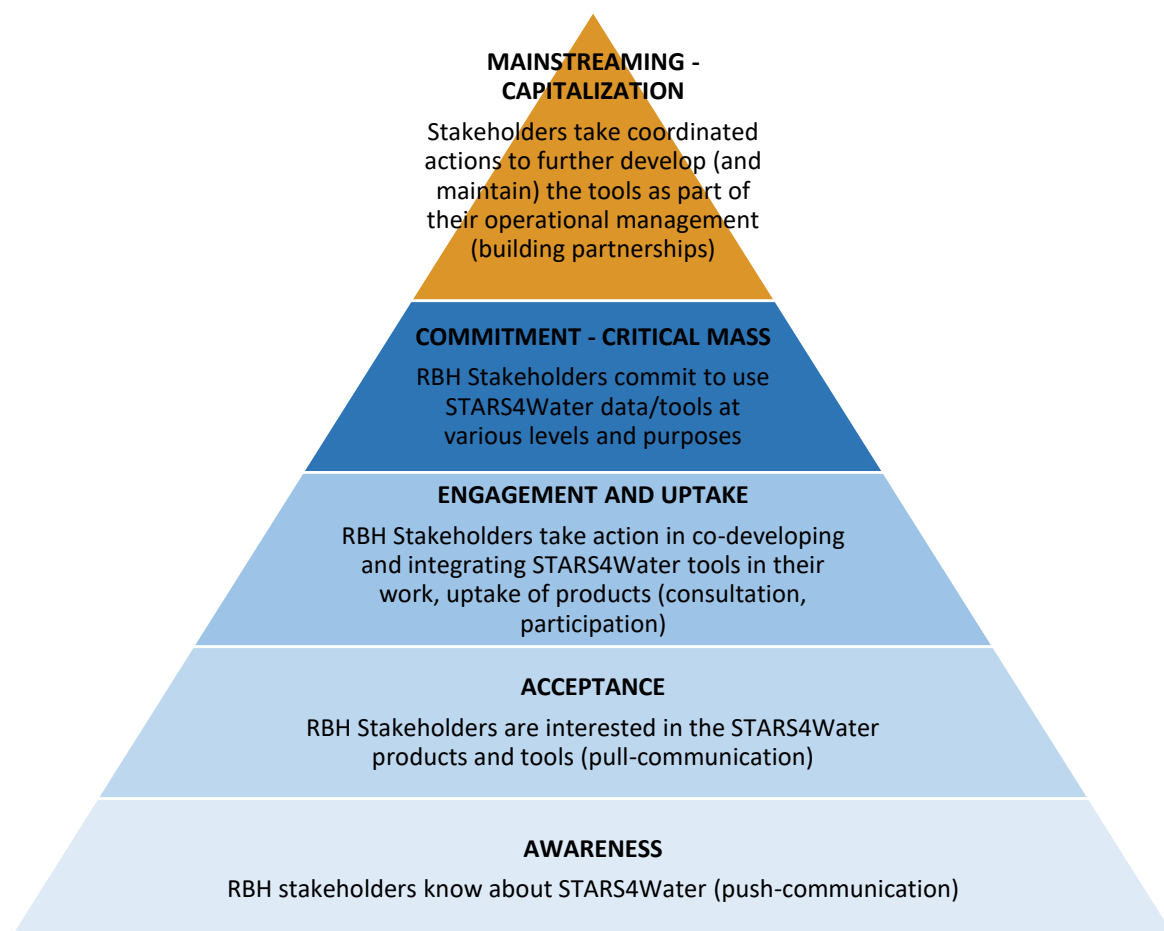 MAINSTREAMING -
CAPITALIZATION
Stakeholders take coordinated
actions to further develop (and
maintain) the tools as part of
their operational management
(building partnerships)
COMMITMENT - CRITICAL MASS
RBH Stakeholders commit to use
STARS4Water data/tools at
various levels and purposes
ENGAGEMENT AND UPTAKE
RBH Stakeholders take action in co-developing
and integrating STARS4Water tools in their
work, uptake of products (consultation,
participation)
ACCEPTANCE
RBH Stakeholders are interested in the STARS4Water
products and tools (pull-communication)
AWARENESS
RBH stakeholders know about STARS4Water (push-communication)